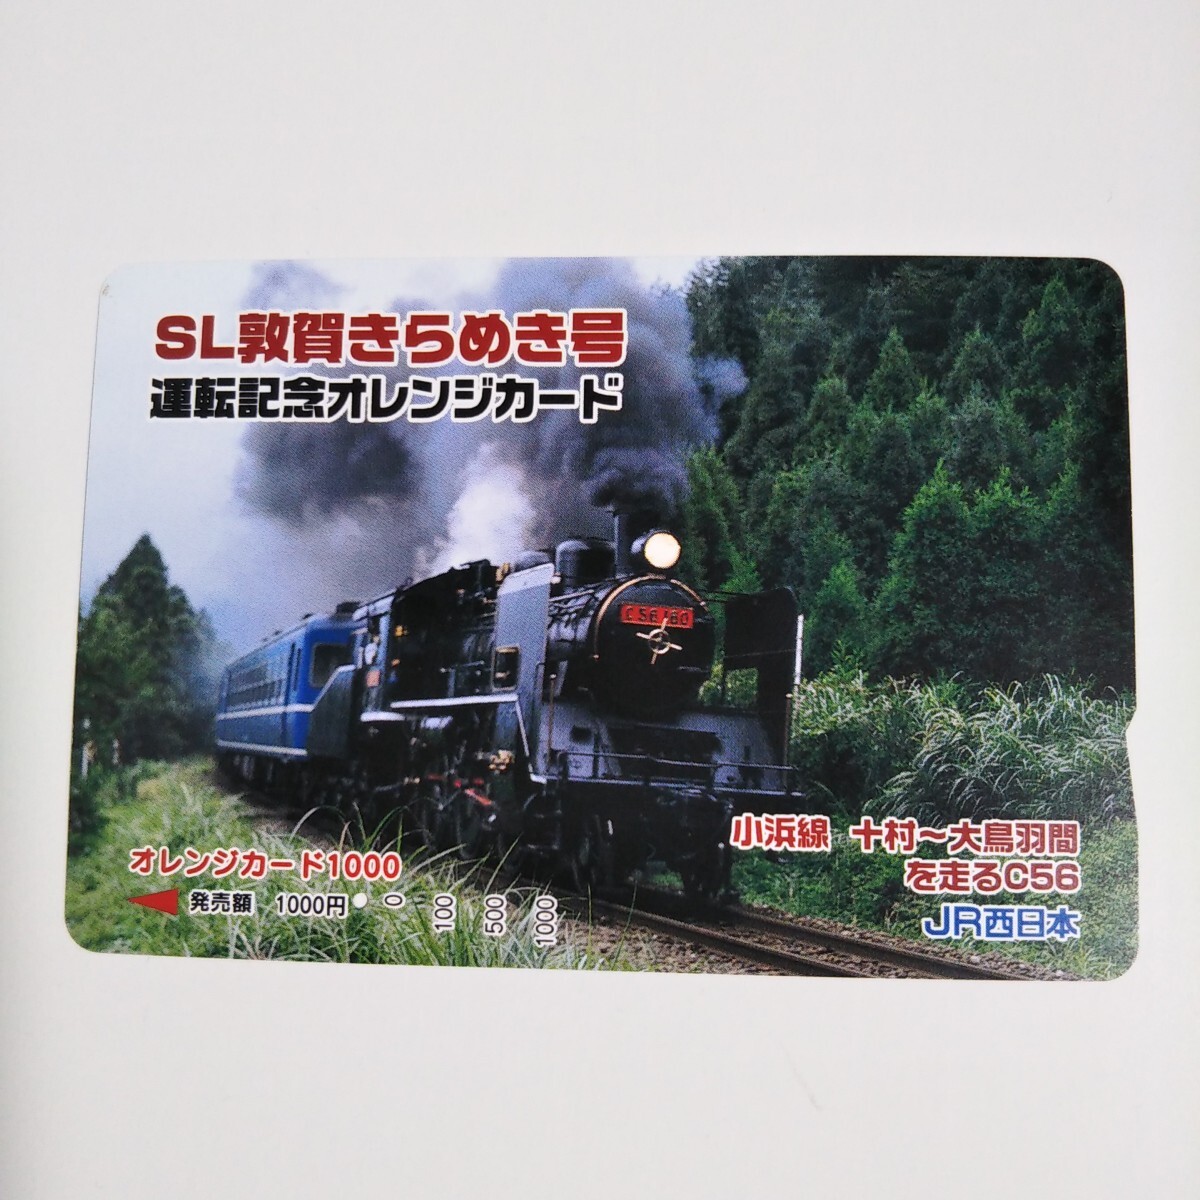 SL敦賀きらめき号
運転記念オレンジカード
C56 160
小浜線 十村～大鳥羽間
を走るC56
JR西日本
オレンジカード1000
発売額 1000円 0 100 500 1000